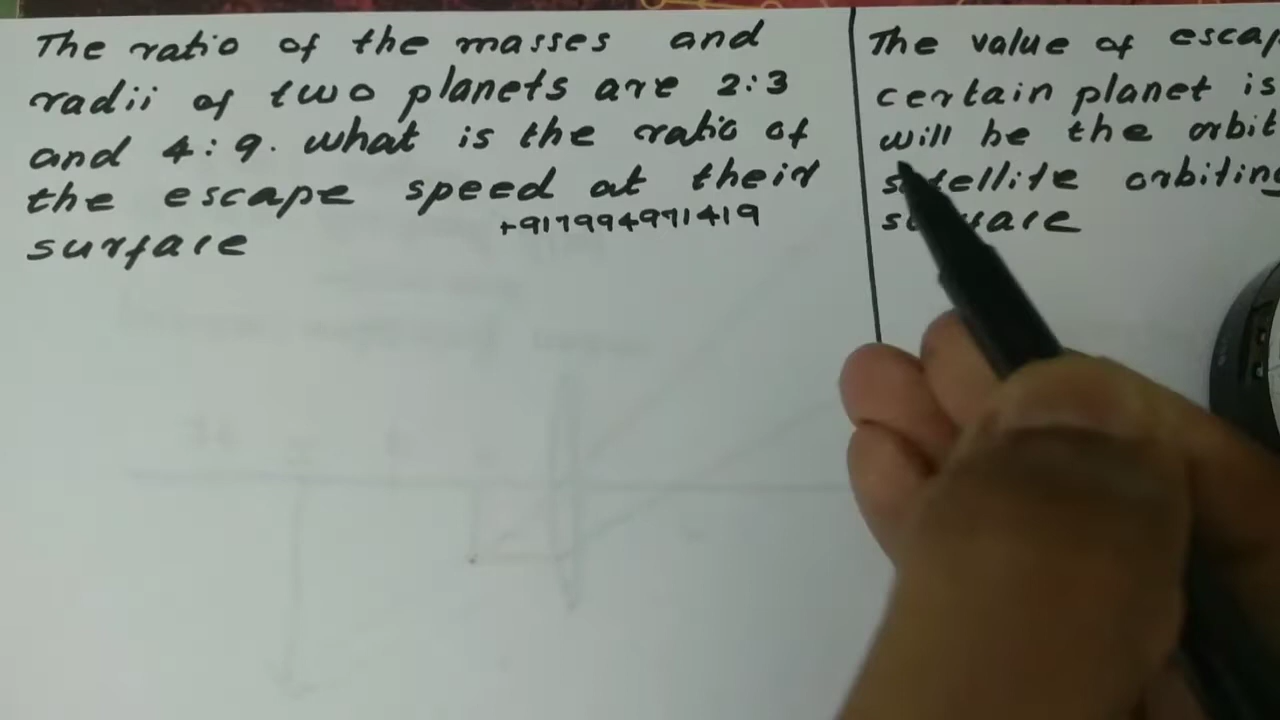 The ratio of the masses and
radii of two planets are 2:3
and 4:9. what is the ratio of
the escape speed at their
+917994971419
surface
The value of
certain planet is
will be the orbit
satellite
surface